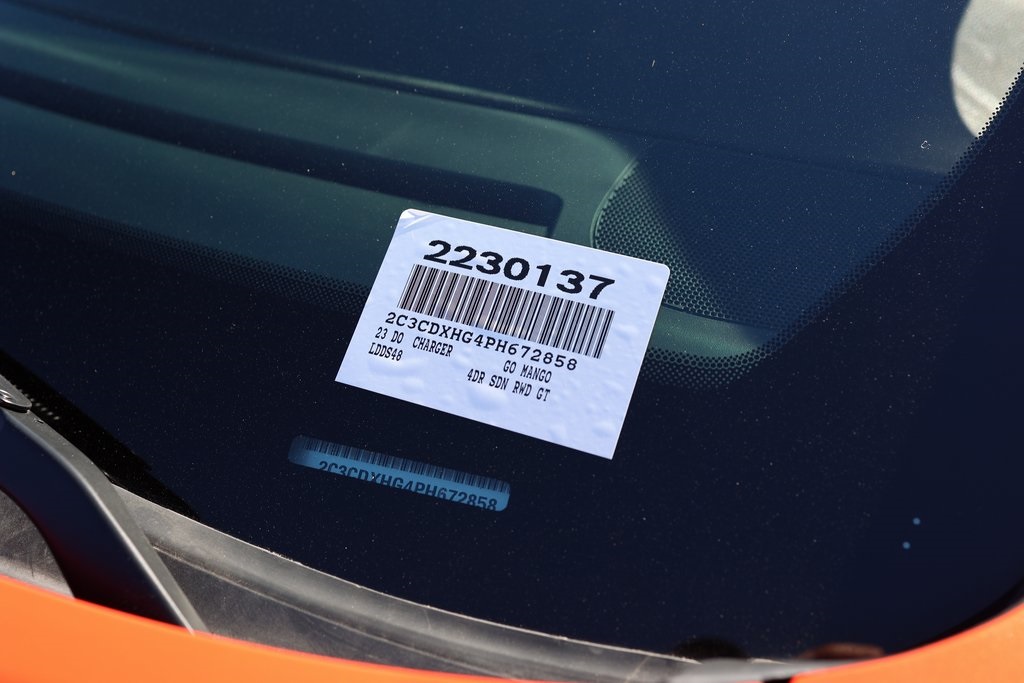 2230137
2C3CDXHG4PH672858
23 DO CHARGER GO MANGO
LDDS48 4DR SDN RWD GT
2C3CDXHG4PH672858